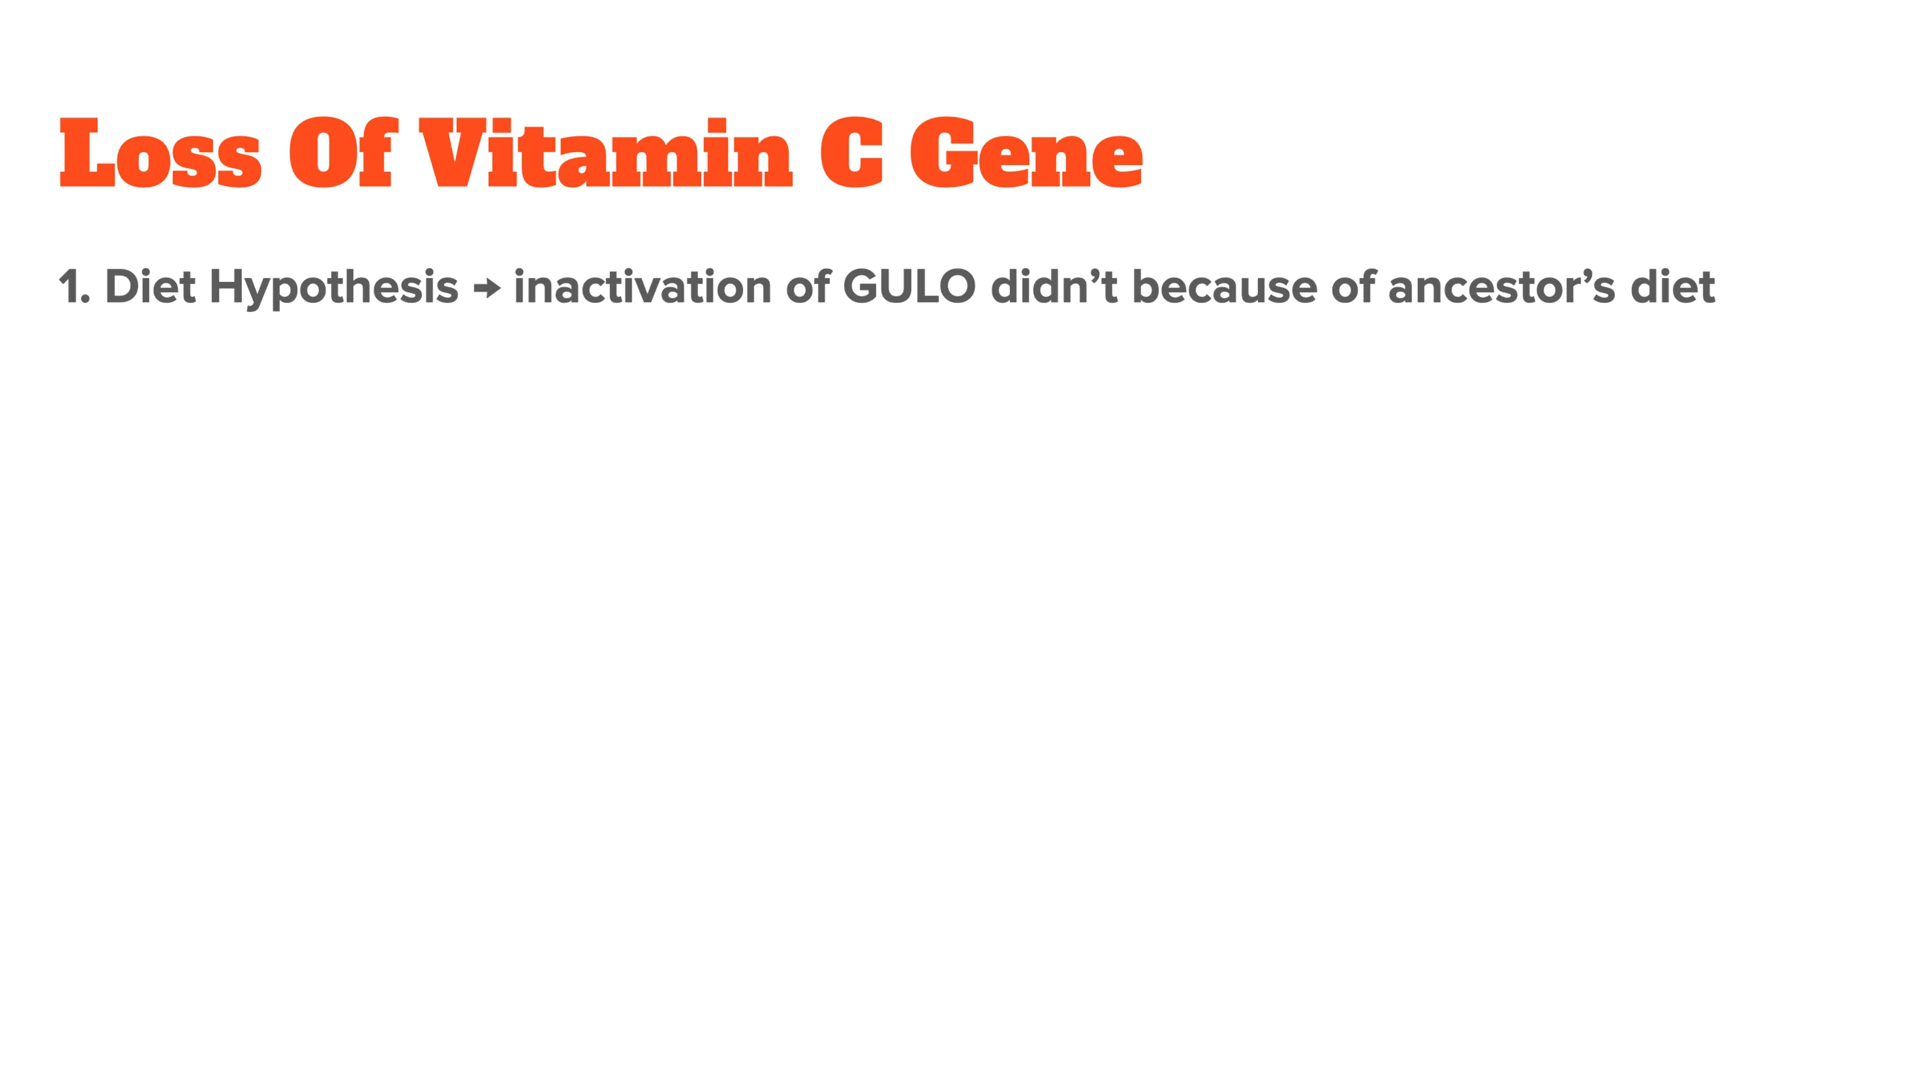 Loss Of Vitamin C Gene
1. Diet Hypothesis → inactivation of GULO didn’t because of ancestor’s diet